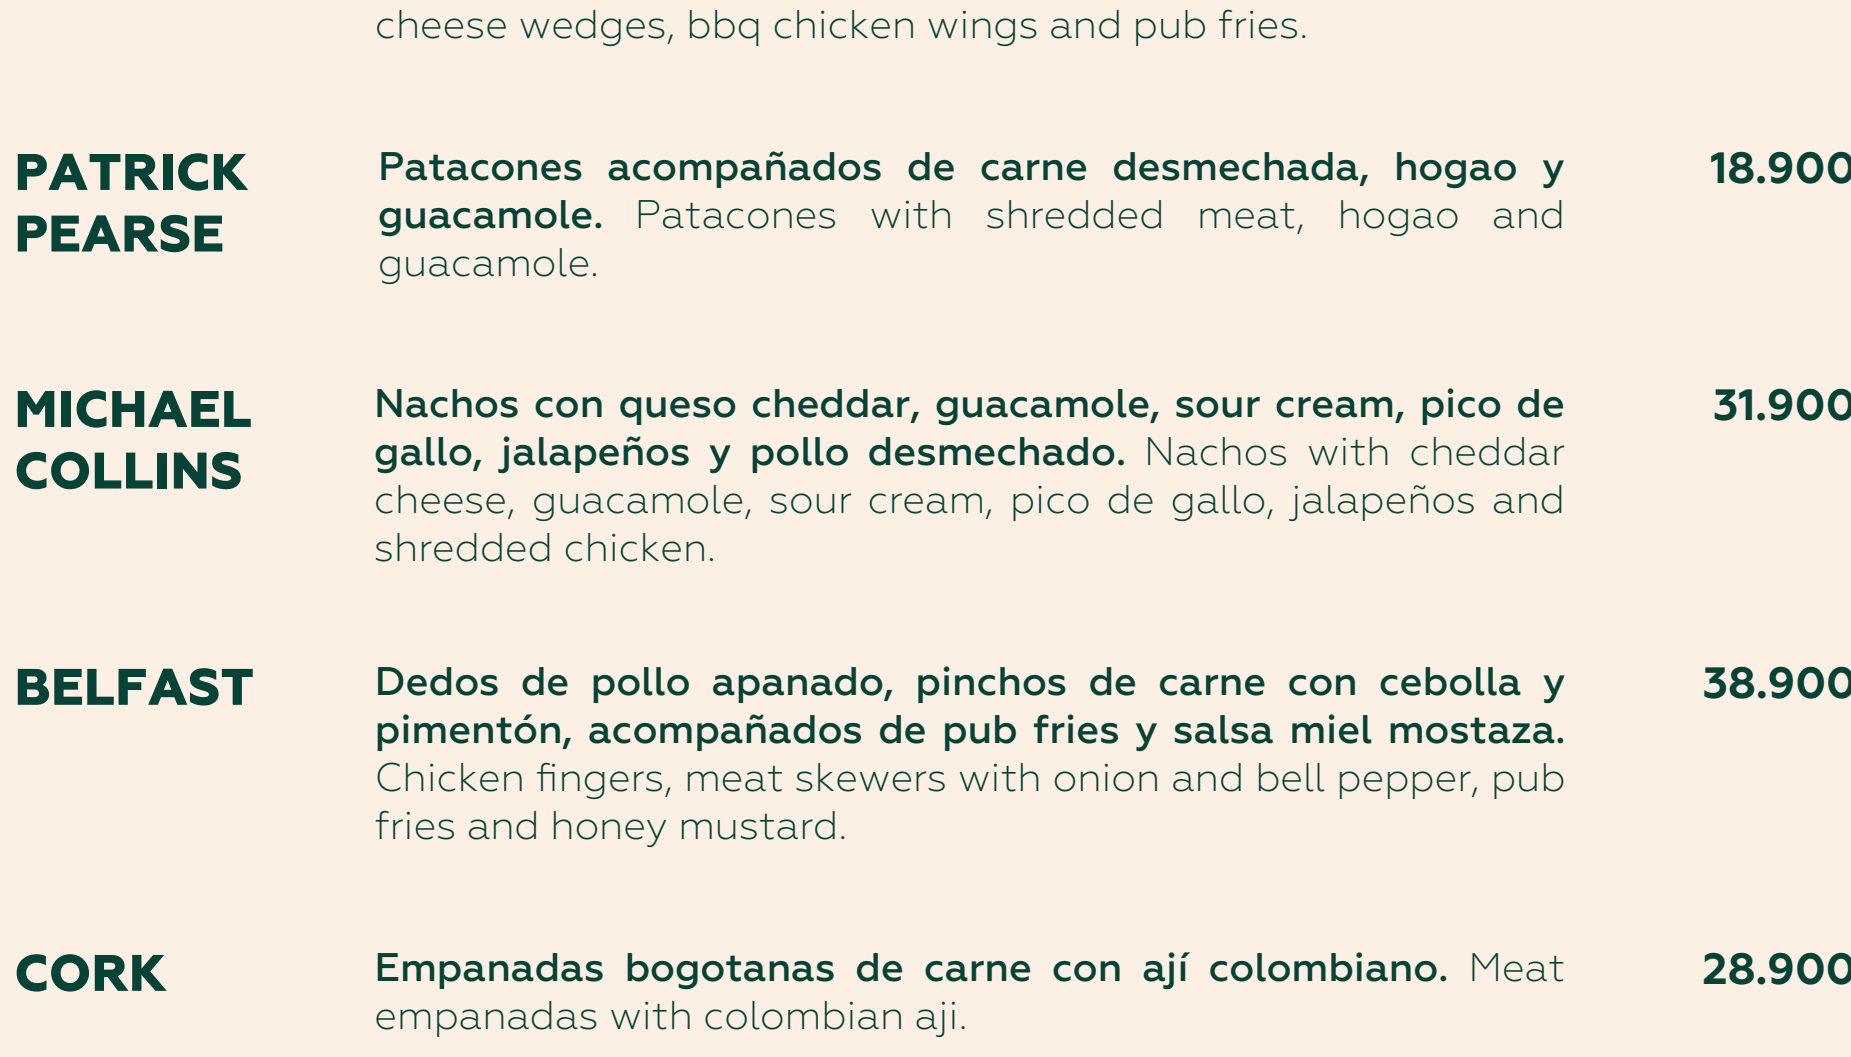 cheese wedges, bbq chicken wings and pub fries.
PATRICK
PEARSE
Patacones acompañados de carne desmechada, hogao y
guacamole. Patacones with shredded meat, hogao and
guacamole.
18.900
MICHAEL
COLLINS
Nachos con queso cheddar, guacamole, sour cream, pico de
gallo, jalapeños y pollo desmechado. Nachos with cheddar
cheese, guacamole, sour cream, pico de gallo, jalapeños and
shredded chicken.
31.900
BELFAST
Dedos de pollo apanado, pinchos de carne con cebolla y
pimentón, acompañados de pub fries y salsa miel mostaza.
Chicken fingers, meat skewers with onion and bell pepper, pub
fries and honey mustard.
38.900
CORK
Empanadas bogotanas de carne con ají colombiano. Meat
empanadas with colombian aji.
28.900